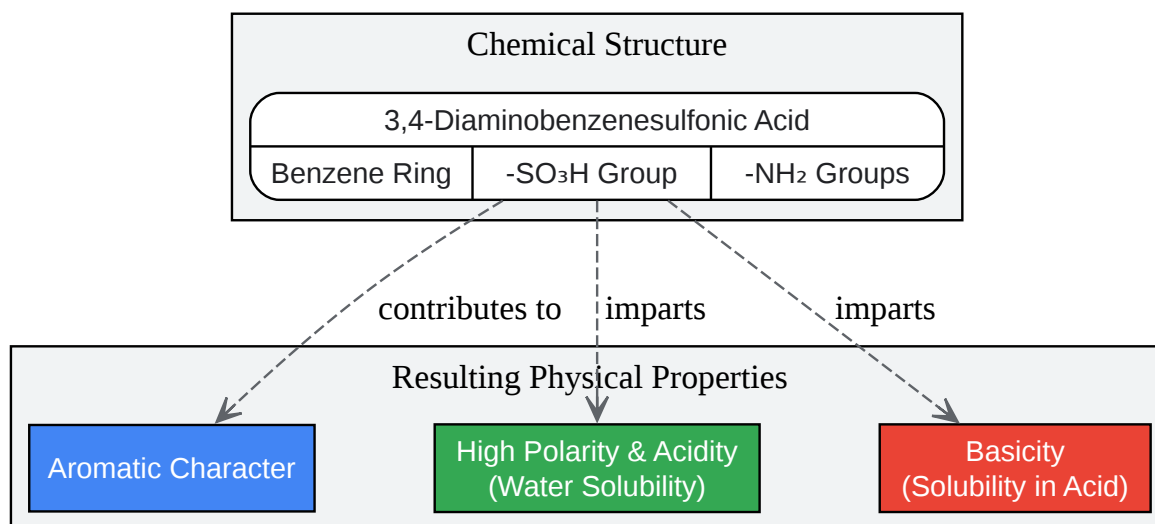 Chemical Structure
3,4-Diaminobenzenesulfonic Acid
Benzene Ring
-SO₃H Group
-NH₂ Groups
contributes to
imparts
imparts
Resulting Physical Properties
Aromatic Character
High Polarity & Acidity
(Water Solubility)
Basicity
(Solubility in Acid)